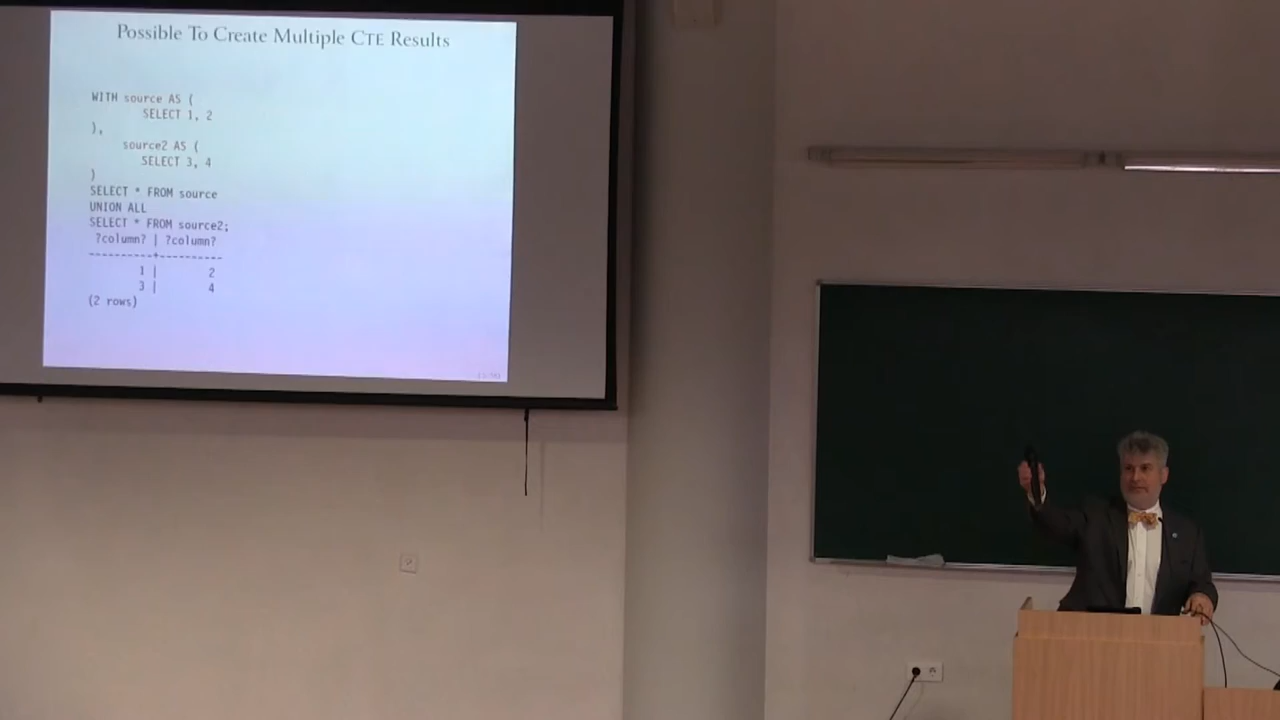 Possible To Create Multiple CTE Results
WITH source AS (
SELECT 1, 2
),
source2 AS (
SELECT 3, 4
)
SELECT * FROM source
UNION ALL
SELECT * FROM source2;
?column? | ?column?
----------+----------
1 | 2
3 | 4
(2 rows)